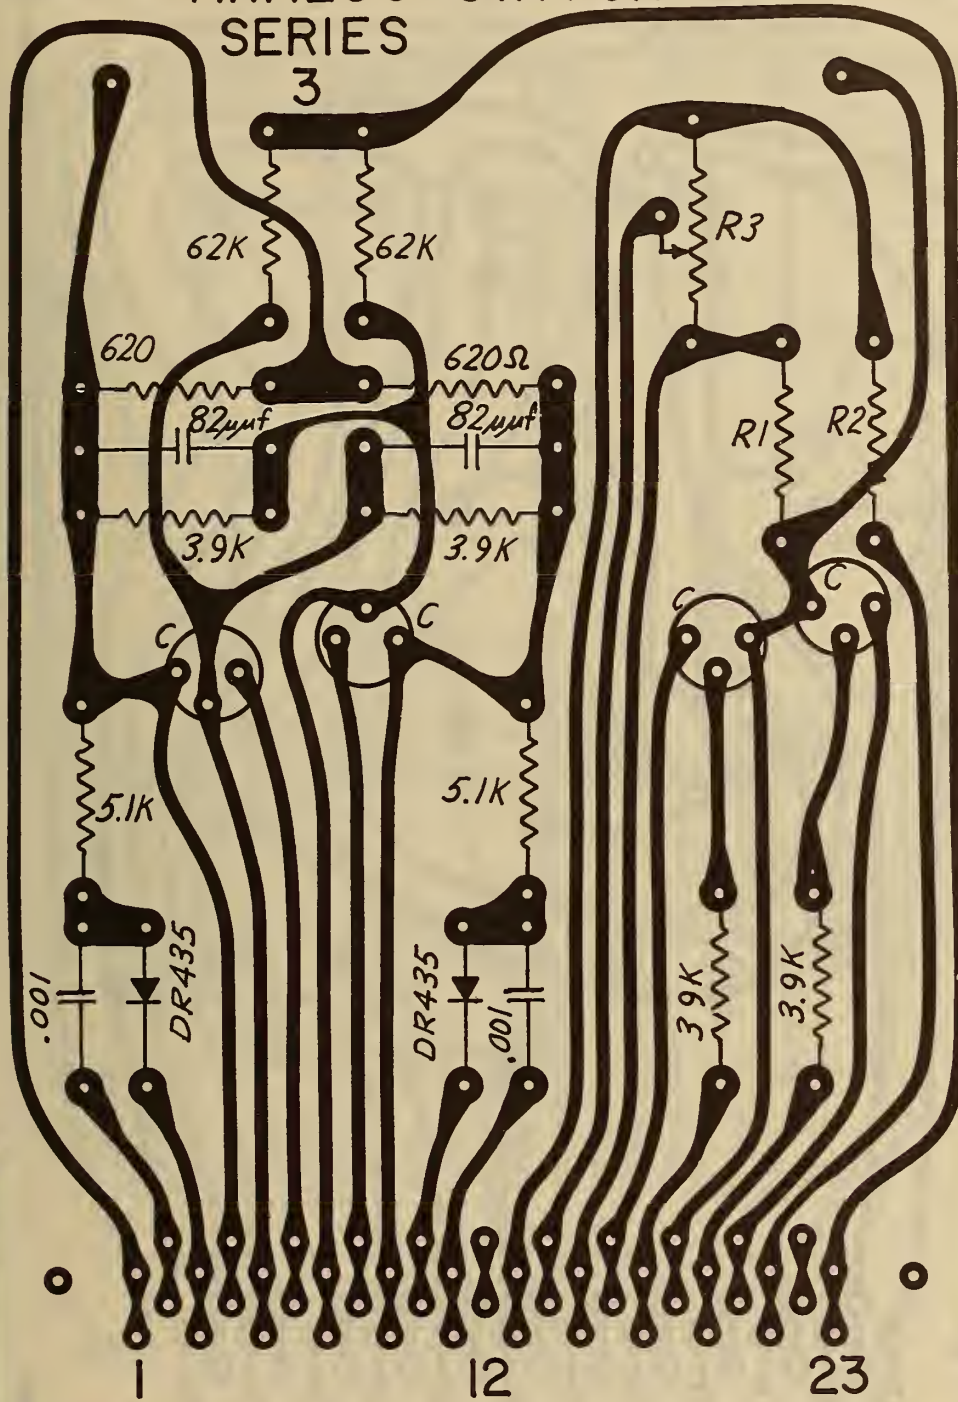 SERIES
3
62K
62K
R3
620
620Ω
82μμf
82μμf
R1
R2
3.9K
3.9K
C
C
C
C
5.1K
5.1K
.001
DR435
DR435
.001
3.9K
3.9K
1
12
23